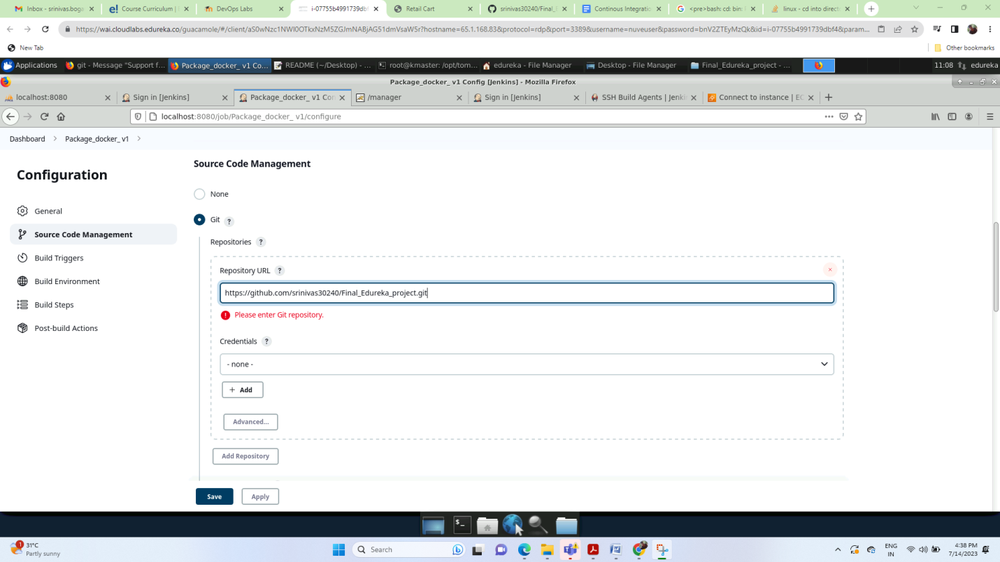 Inbox - srinivas.boga
Course Curriculum |
DevOps Labs
i-07755b4991739dbf
Retail Cart
srinivas30240/Final_
Continous Integratio
<pre>bash: cd: bin:
linux - cd into direct
https://wai.cloudlabs.edureka.co/guacamole/#/client/aS0wNzc1NWI0OTkxNzM5ZGJmNABjAG51dmVsaW5r?hostname=65.1.168.83&protocol=rdp&port=3389&username=nuveuser&password=bnV2ZTEyMzQk&id=i-07755b4991739dbf4&param...
New Tab
Other bookmarks
Applications
git - Message "Support f...
Package_docker_ v1 Co...
README (~/Desktop) - ...
root@kmaster: /opt/tom...
edureka - File Manager
Desktop - File Manager
Final_Edureka_project - ...
11:08
edureka
Package_docker_ v1 Config [Jenkins] - Mozilla Firefox
localhost:8080
Sign in [Jenkins]
Package_docker_ v1 Con
/manager
Sign in [Jenkins]
SSH Build Agents | Jenki
Connect to instance | EC
localhost:8080/job/Package_docker_ v1/configure
Dashboard > Package_docker_ v1 >
Configuration
General
Source Code Management
Build Triggers
Build Environment
Build Steps
Post-build Actions
Source Code Management
None
Git ?
Repositories ?
Repository URL ?
https://github.com/srinivas30240/Final_Edureka_project.git
Please enter Git repository.
Credentials ?
- none -
+ Add
Advanced...
Add Repository
Save
Apply
31°C
Partly sunny
Search
ENG
IN
4:38 PM
7/14/2023